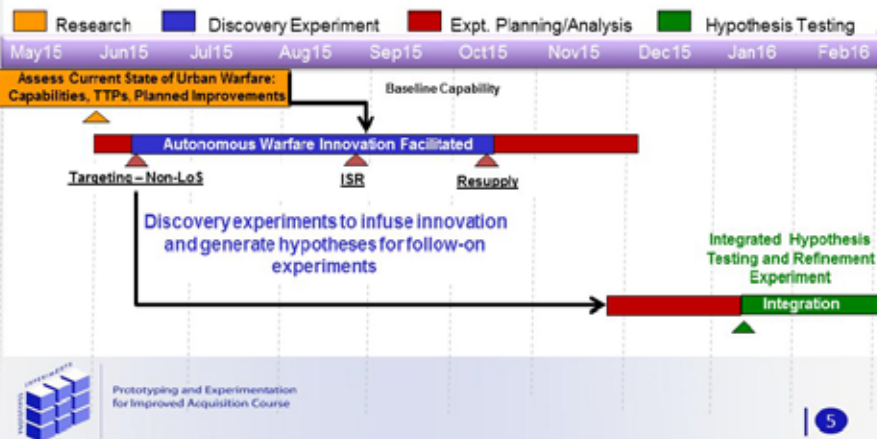 Research
Discovery Experiment
Expt. Planning/Analysis
Hypothesis Testing
May15 Jun15 Jul15 Aug15 Sep15 Oct15 Nov15 Dec15 Jan16 Feb16
Assess Current State of Urban Warfare:
Capabilities, TTPs, Planned Improvements
Baseline Capability
Autonomous Warfare Innovation Facilitated
Targeting – Non-LoS
ISR
Resupply
Discovery experiments to infuse innovation
and generate hypotheses for follow-on
experiments
Integrated Hypothesis
Testing and Refinement
Experiment
Integration
EXPERIMENTS
Prototyping and Experimentation
for Improved Acquisition Course
5